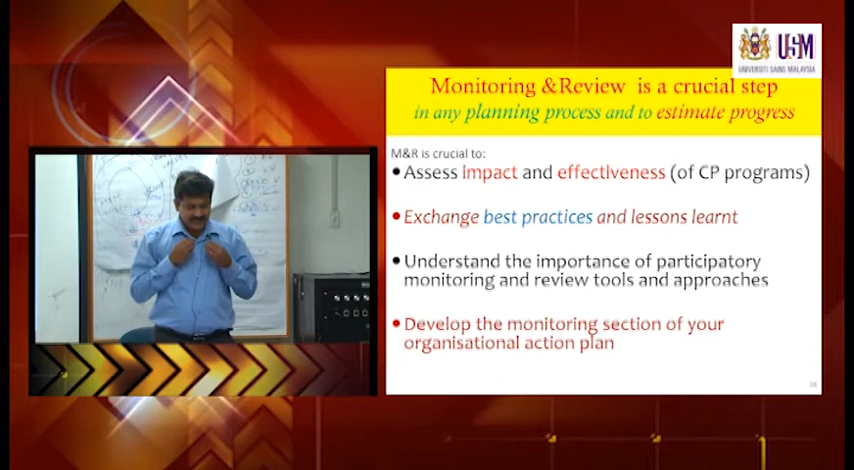 USM
UNIVERSITI SAINS MALAYSIA
Monitoring &Review is a crucial step
in any planning process and to estimate progress
M&R is crucial to:
•Assess impact and effectiveness (of CP programs)
•Exchange best practices and lessons learnt
•Understand the importance of participatory
monitoring and review tools and approaches
•Develop the monitoring section of your
organisational action plan